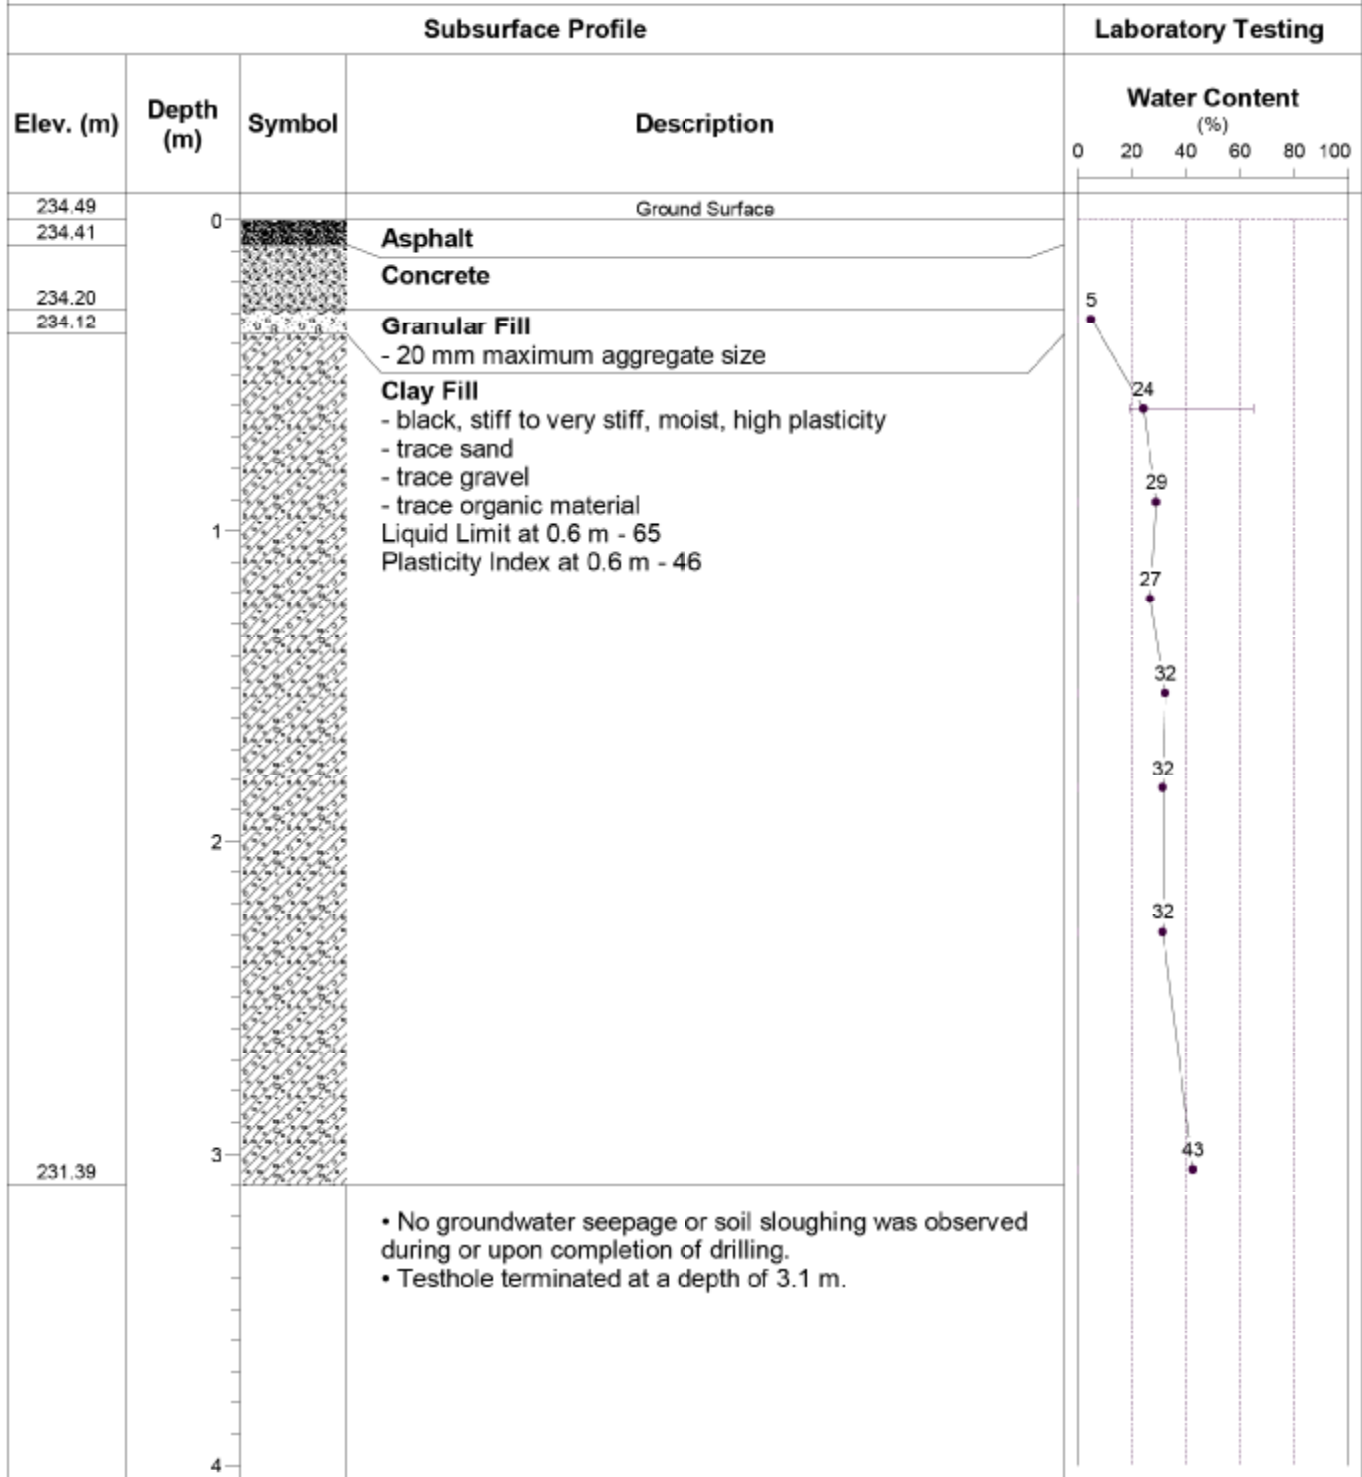 Subsurface Profile
Laboratory Testing
Elev. (m)
Depth
(m)
Symbol
Description
Water Content
(%)
0 20 40 60 80 100
234.49
Ground Surface
0
234.41
Asphalt
Concrete
234.20
234.12
Granular Fill
- 20 mm maximum aggregate size
Clay Fill
- black, stiff to very stiff, moist, high plasticity
- trace sand
- trace gravel
- trace organic material
Liquid Limit at 0.6 m - 65
Plasticity Index at 0.6 m - 46
1
2
3
231.39
• No groundwater seepage or soil sloughing was observed
during or upon completion of drilling.
• Testhole terminated at a depth of 3.1 m.
4
5
24
29
27
32
32
32
43